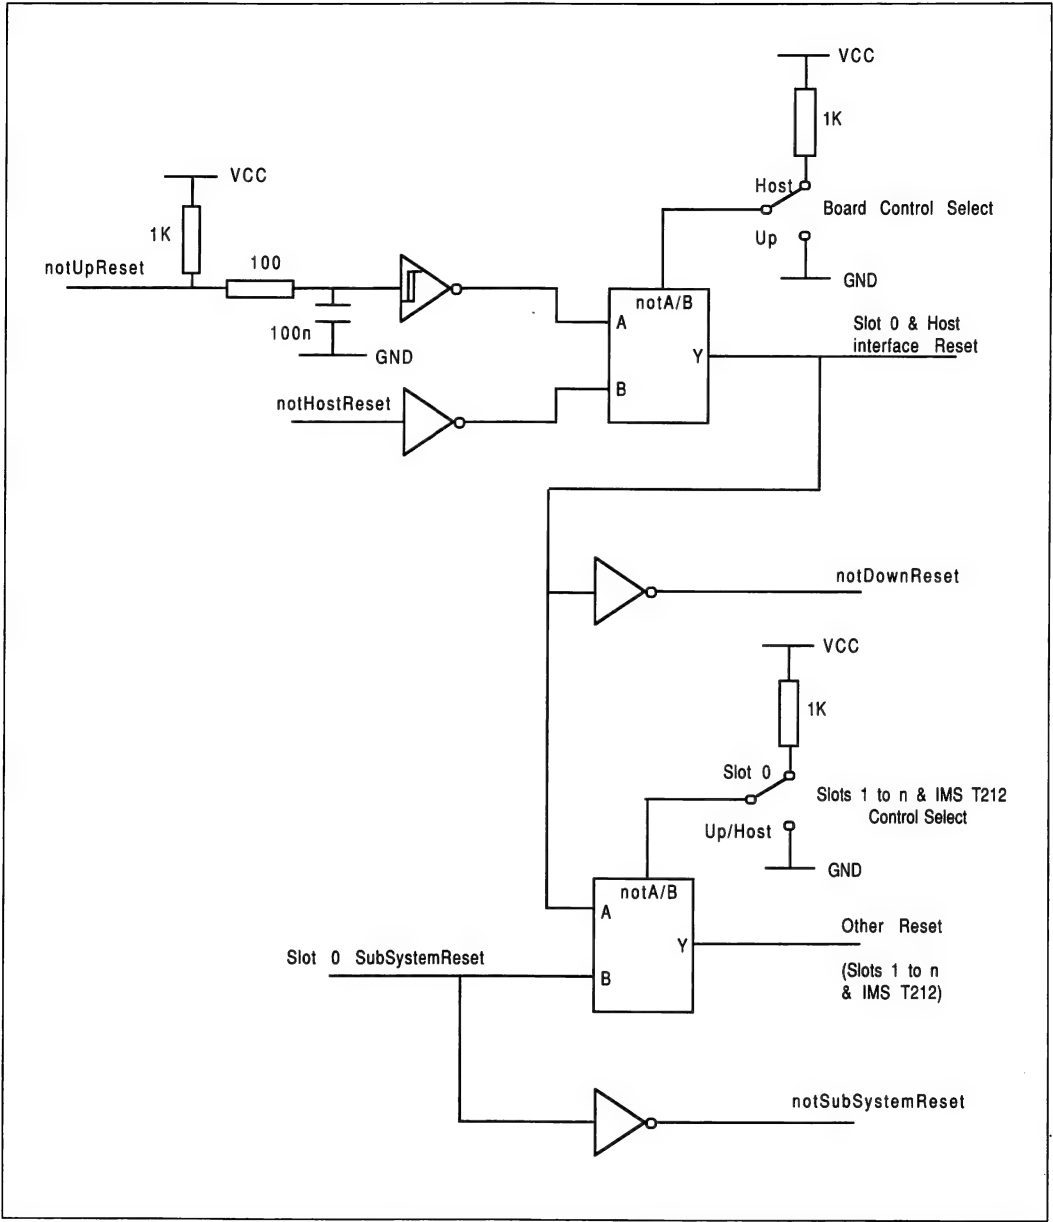 VCC
1K
Host
Board Control Select
Up
GND
VCC
1K
notUpReset
100
100n
GND
notHostReset
notA/B
A
B
Y
Slot 0 & Host
interface Reset
notDownReset
VCC
1K
Slot 0
Slots 1 to n & IMS T212
Control Select
Up/Host
GND
notA/B
A
B
Y
Other Reset
(Slots 1 to n
& IMS T212)
Slot 0 SubSystemReset
notSubSystemReset